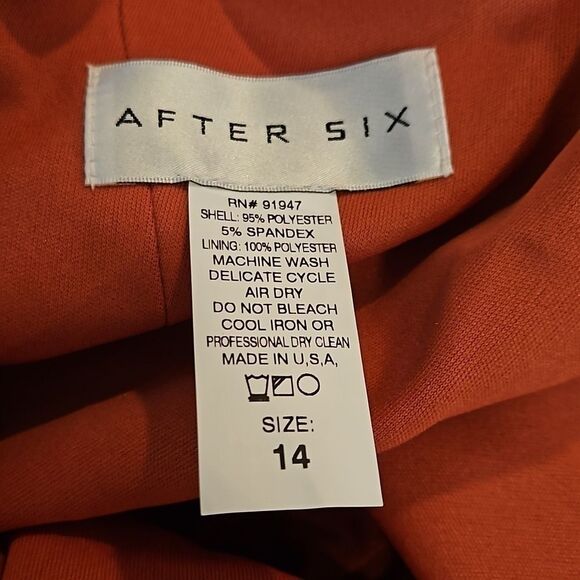 AFTER SIX
RN# 91947
SHELL: 95% POLYESTER
5% SPANDEX
LINING: 100% POLYESTER
MACHINE WASH
DELICATE CYCLE
AIR DRY
DO NOT BLEACH
COOL IRON OR
PROFESSIONAL DRY CLEAN
MADE IN U,S,A,
SIZE:
14